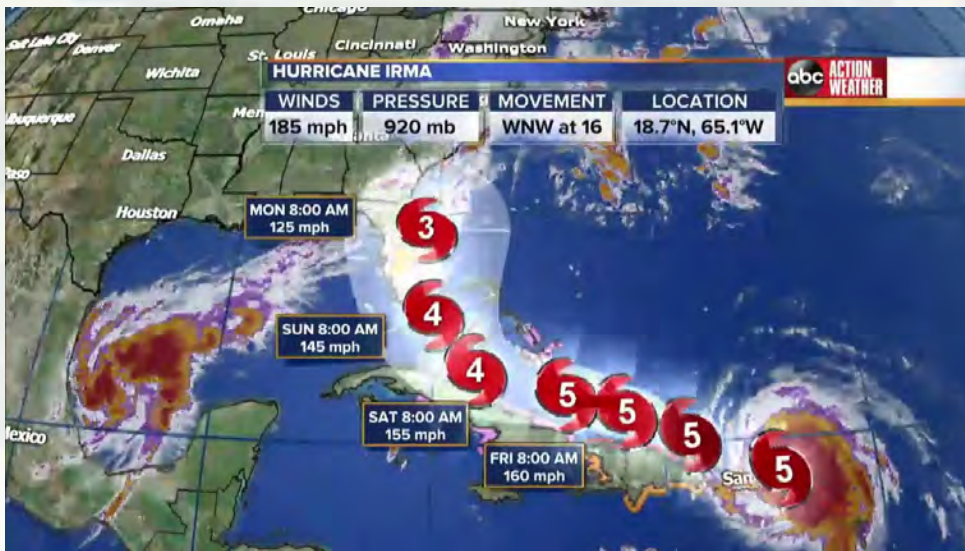 Omaha
Chicago
New York
Salt Lake City
Denver
St. Louis
Cincinnati
Washington
Wichita
HURRICANE IRMA
abc ACTION
WEATHER
WINDS PRESSURE MOVEMENT LOCATION
185 mph 920 mb WNW at 16 18.7°N, 65.1°W
Albuquerque
Mem
anta
Dallas
Houston
MON 8:00 AM
125 mph
3
SUN 8:00 AM
145 mph
4
4
5
5
5
5
SAT 8:00 AM
155 mph
FRI 8:00 AM
160 mph
Mexico
San